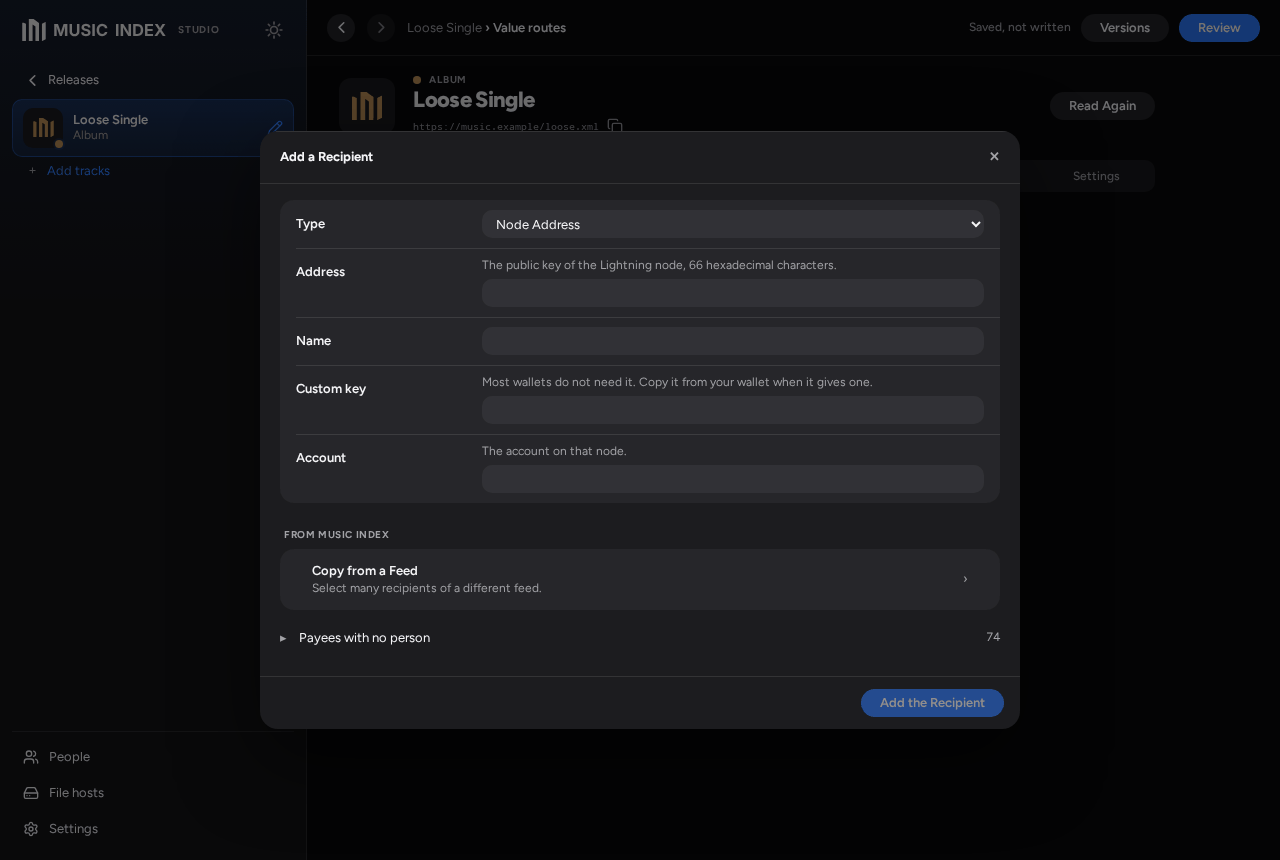 MUSIC INDEX STUDIO
Releases
Loose Single
Album
+ Add tracks
People
File hosts
Settings
Loose Single › Value routes
Saved, not written
Versions
Review
ALBUM
Loose Single
https://music.example/loose.xml
Read Again
Settings
Add a Recipient
×
Type
Node Address
Address
The public key of the Lightning node, 66 hexadecimal characters.
Name
Custom key
Most wallets do not need it. Copy it from your wallet when it gives one.
Account
The account on that node.
FROM MUSIC INDEX
Copy from a Feed
Select many recipients of a different feed.
›
▸ Payees with no person 74
Add the Recipient